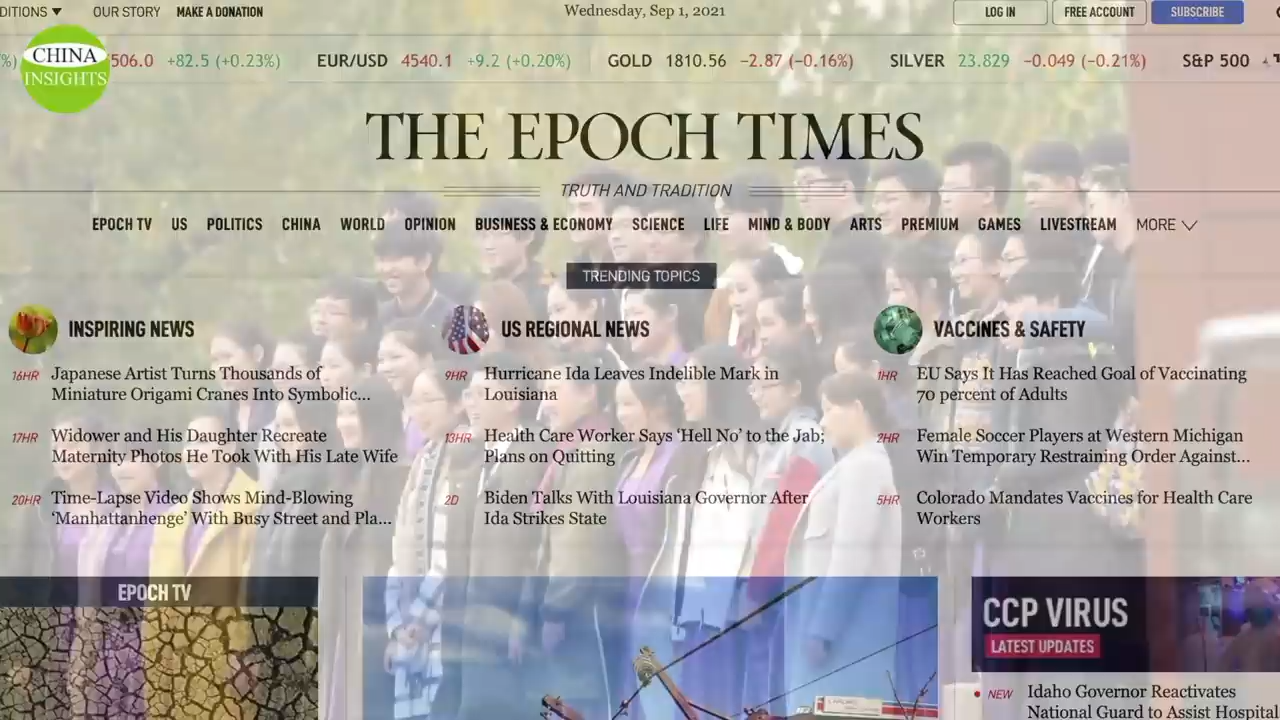 DITIONS OUR STORY MAKE A DONATION Wednesday, Sep 1, 2021 LOG IN FREE ACCOUNT SUBSCRIBE
CHINA
INSIGHTS
%) 506.0 +82.5 (+0.23%) EUR/USD 4540.1 +9.2 (+0.20%) GOLD 1810.56 −2.87 (−0.16%) SILVER 23.829 −0.049 (−0.21%) S&P 500
THE EPOCH TIMES
TRUTH AND TRADITION
EPOCH TV US POLITICS CHINA WORLD OPINION BUSINESS & ECONOMY SCIENCE LIFE MIND & BODY ARTS PREMIUM GAMES LIVESTREAM MORE
TRENDING TOPICS
INSPIRING NEWS
16HR Japanese Artist Turns Thousands of
Miniature Origami Cranes Into Symbolic...
17HR Widower and His Daughter Recreate
Maternity Photos He Took With His Late Wife
20HR Time-Lapse Video Shows Mind-Blowing
‘Manhattanhenge’ With Busy Street and Pla...
US REGIONAL NEWS
9HR Hurricane Ida Leaves Indelible Mark in
Louisiana
13HR Health Care Worker Says ‘Hell No’ to the Jab;
Plans on Quitting
2D Biden Talks With Louisiana Governor After
Ida Strikes State
VACCINES & SAFETY
1HR EU Says It Has Reached Goal of Vaccinating
70 percent of Adults
2HR Female Soccer Players at Western Michigan
Win Temporary Restraining Order Against...
5HR Colorado Mandates Vaccines for Health Care
Workers
EPOCH TV
CCP VIRUS
LATEST UPDATES
NEW Idaho Governor Reactivates
National Guard to Assist Hospital